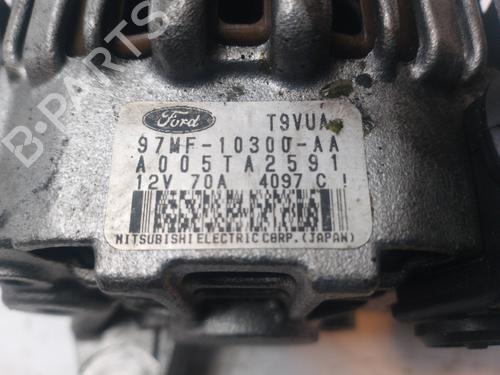 B-PARTS
Ford T9VUA
97MF-10300-AA
A005TA2591
12V 70A 4097 C !
MITSUBISHI ELECTRIC CORP. (JAPAN)